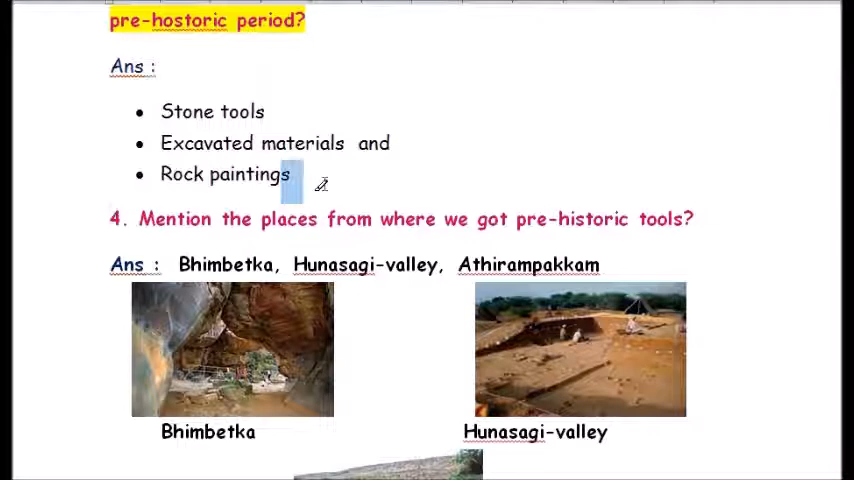 pre-hostoric period?
Ans :
• Stone tools
• Excavated materials and
• Rock paintings
4. Mention the places from where we got pre-historic tools?
Ans : Bhimbetka, Hunasagi-valley, Athirampakkam
Bhimbetka
Hunasagi-valley